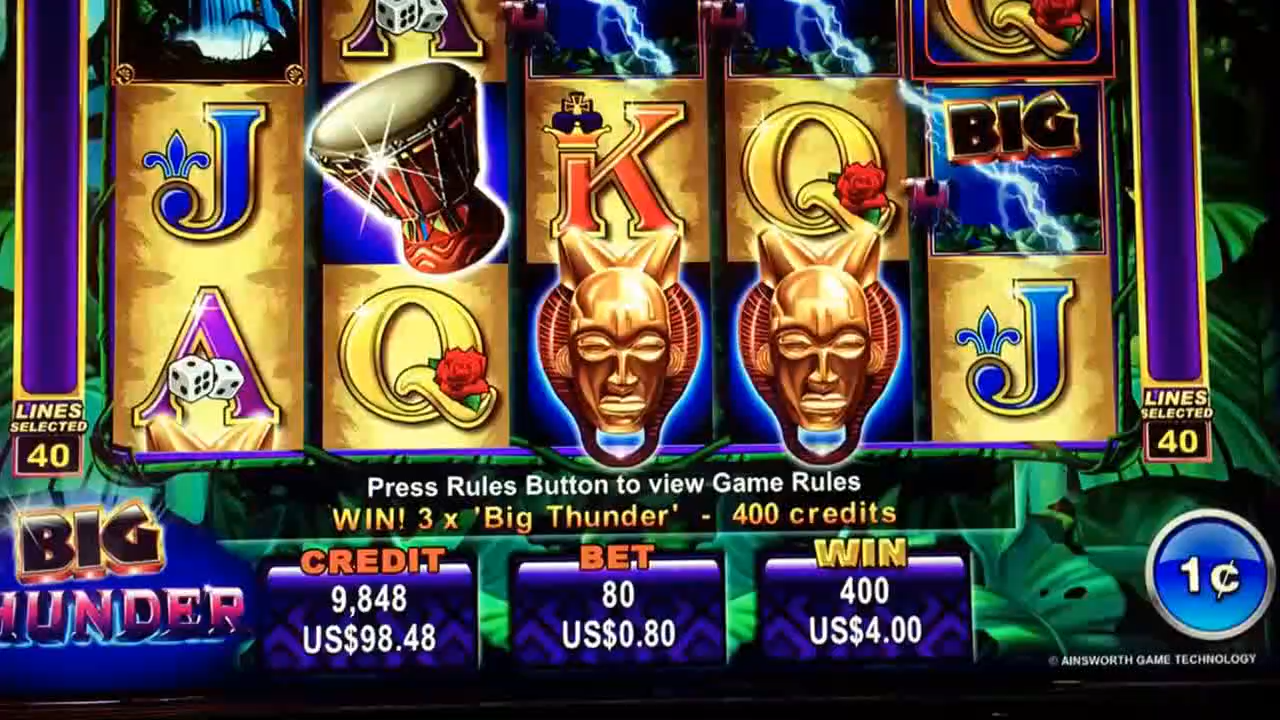 A Q
J K Q BIG
A Q J
LINES SELECTED 40
LINES SELECTED 40
Press Rules Button to view Game Rules
WIN! 3 x 'Big Thunder' - 400 credits
BIG
HUNDER
CREDIT
9,848
US$98.48
BET
80
US$0.80
WIN
400
US$4.00
1¢
© AINSWORTH GAME TECHNOLOGY